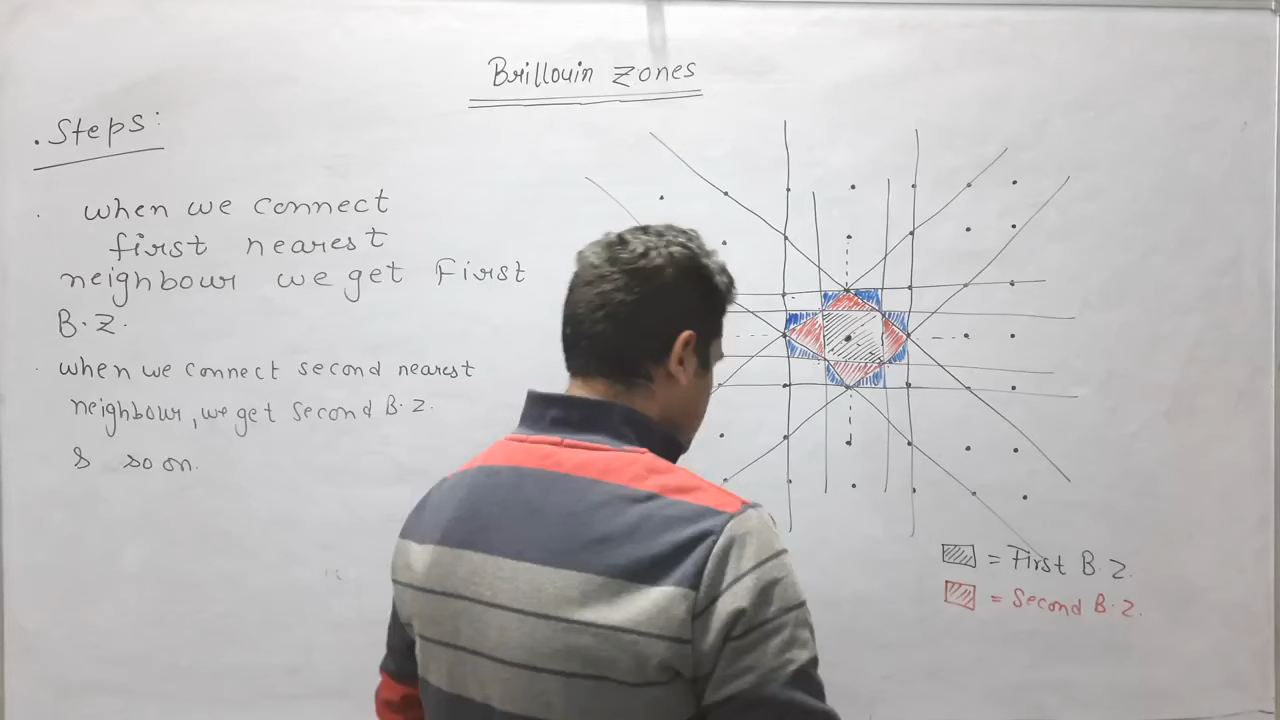 Brillouin Zones
. Steps:
. when we connect
first nearest
neighbour we get First
B.Z.
. when we connect second nearest
neighbour, we get second B.Z.
& so on.
= First B.Z.
= Second B.Z.